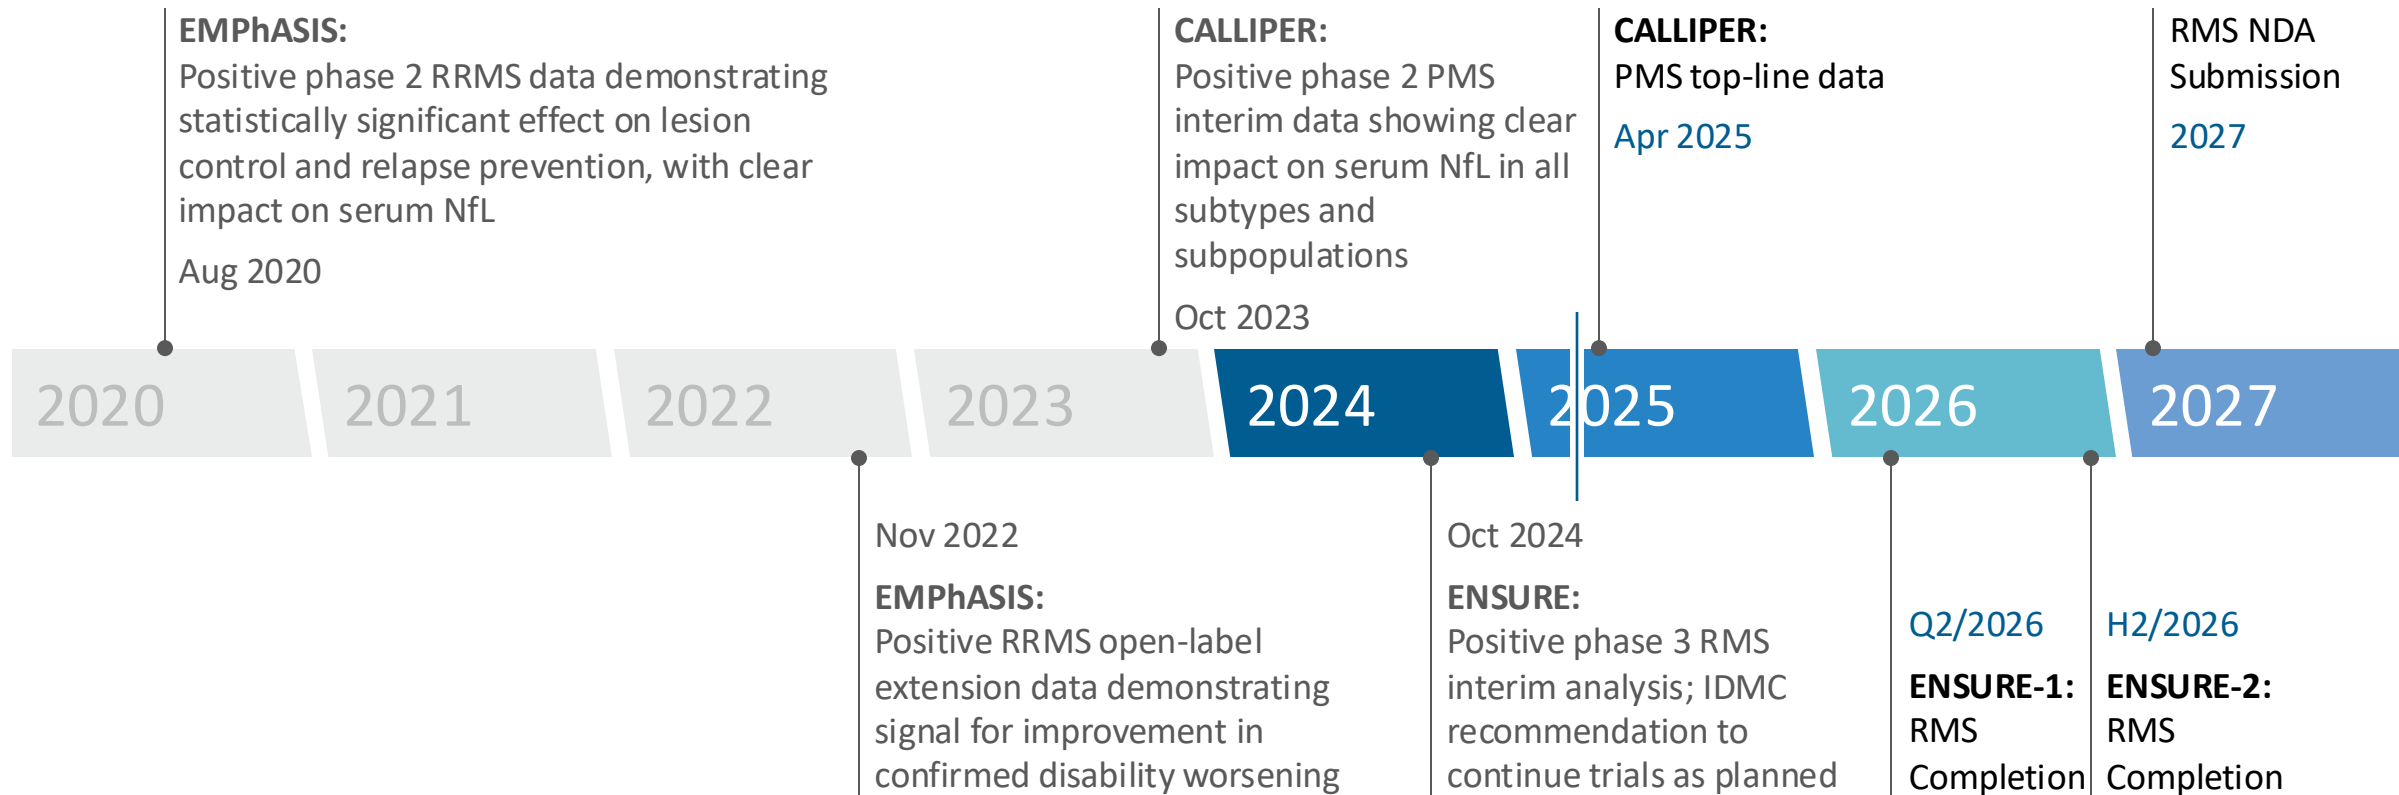 EMPhASIS:
Positive phase 2 RRMS data demonstrating
statistically significant effect on lesion
control and relapse prevention, with clear
impact on serum NfL
Aug 2020
CALLIPER:
Positive phase 2 PMS
interim data showing clear
impact on serum NfL in all
subtypes and
subpopulations
Oct 2023
CALLIPER:
PMS top-line data
Apr 2025
RMS NDA
Submission
2027
2020
2021
2022
2023
2024
2025
2026
2027
Nov 2022
EMPhASIS:
Positive RRMS open-label
extension data demonstrating
signal for improvement in
confirmed disability worsening
Oct 2024
ENSURE:
Positive phase 3 RMS
interim analysis; IDMC
recommendation to
continue trials as planned
Q2/2026
ENSURE-1:
RMS
Completion
H2/2026
ENSURE-2:
RMS
Completion